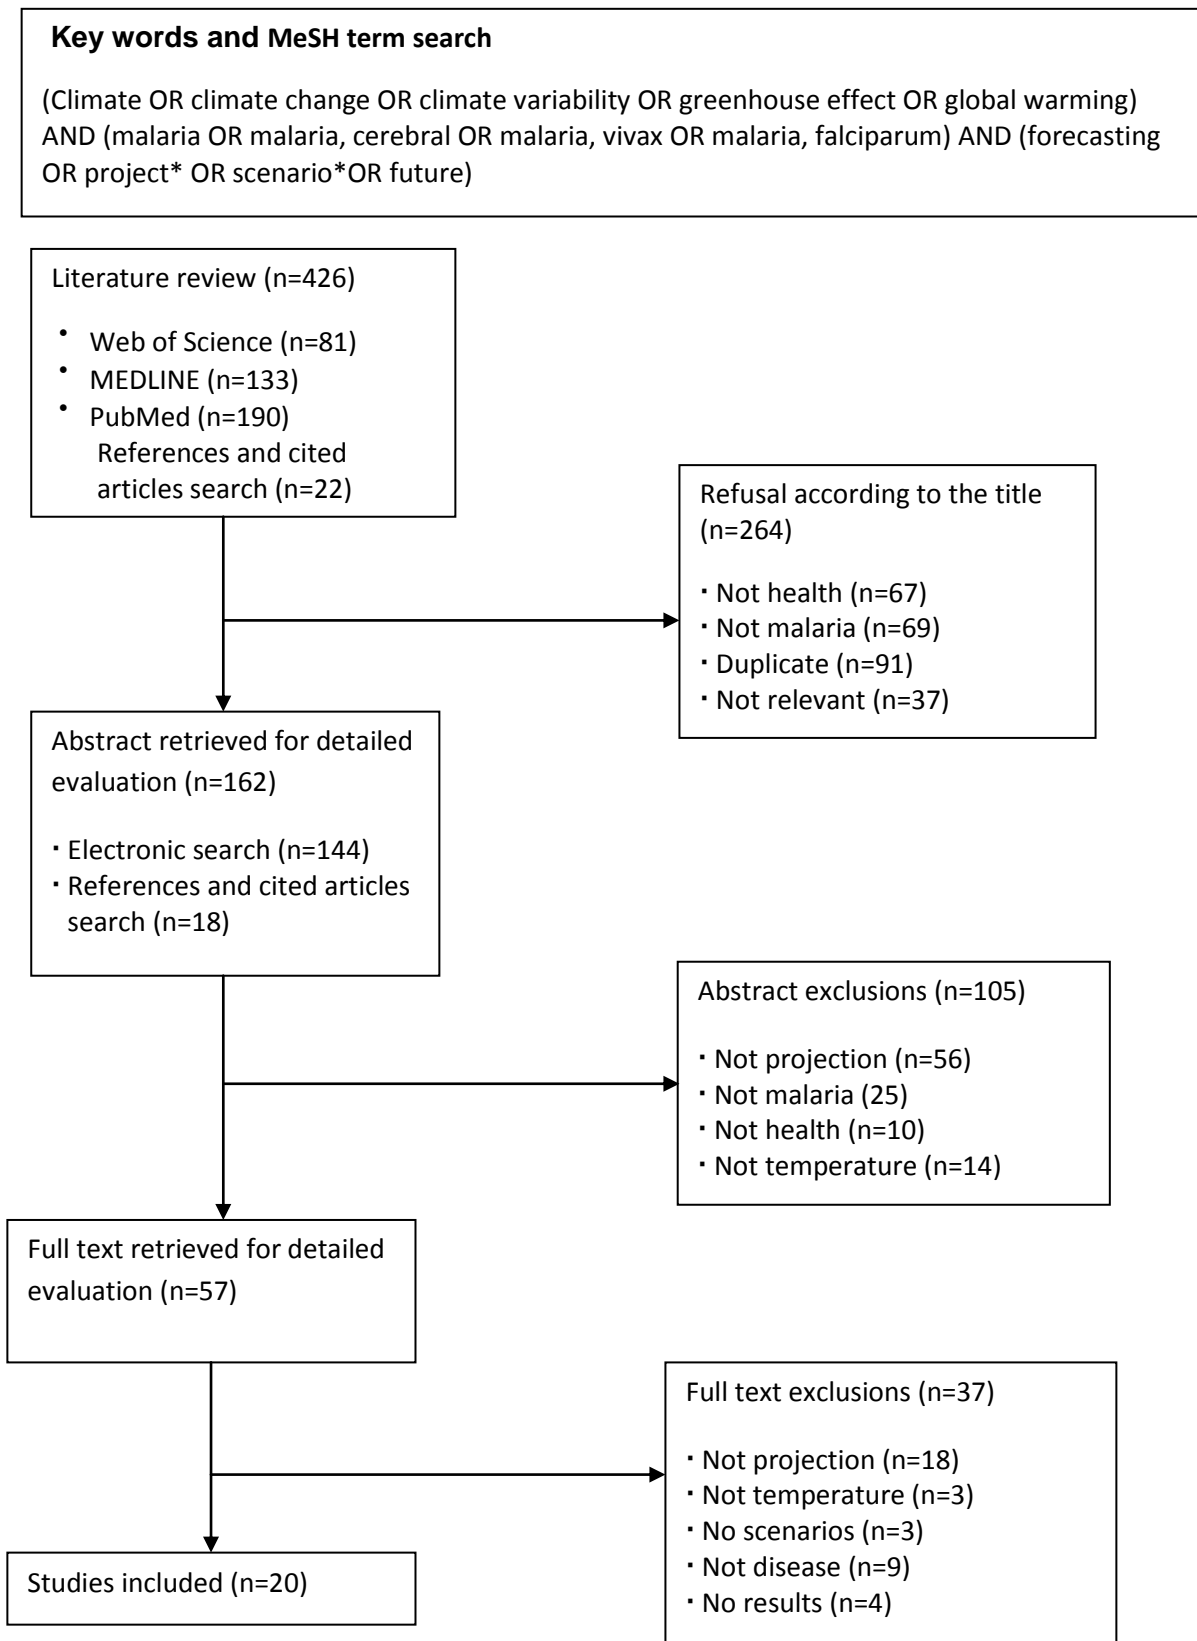 Key words and MeSH term search
(Climate OR climate change OR climate variability OR greenhouse effect OR global warming)
AND (malaria OR malaria, cerebral OR malaria, vivax OR malaria, falciparum) AND (forecasting
OR project* OR scenario*OR future)
Literature review (n=426)
• Web of Science (n=81)
• MEDLINE (n=133)
• PubMed (n=190)
References and cited
articles search (n=22)
Refusal according to the title
(n=264)
· Not health (n=67)
· Not malaria (n=69)
· Duplicate (n=91)
· Not relevant (n=37)
Abstract retrieved for detailed
evaluation (n=162)
· Electronic search (n=144)
· References and cited articles
search (n=18)
Abstract exclusions (n=105)
· Not projection (n=56)
· Not malaria (25)
· Not health (n=10)
· Not temperature (n=14)
Full text retrieved for detailed
evaluation (n=57)
Full text exclusions (n=37)
· Not projection (n=18)
· Not temperature (n=3)
· No scenarios (n=3)
· Not disease (n=9)
· No results (n=4)
Studies included (n=20)